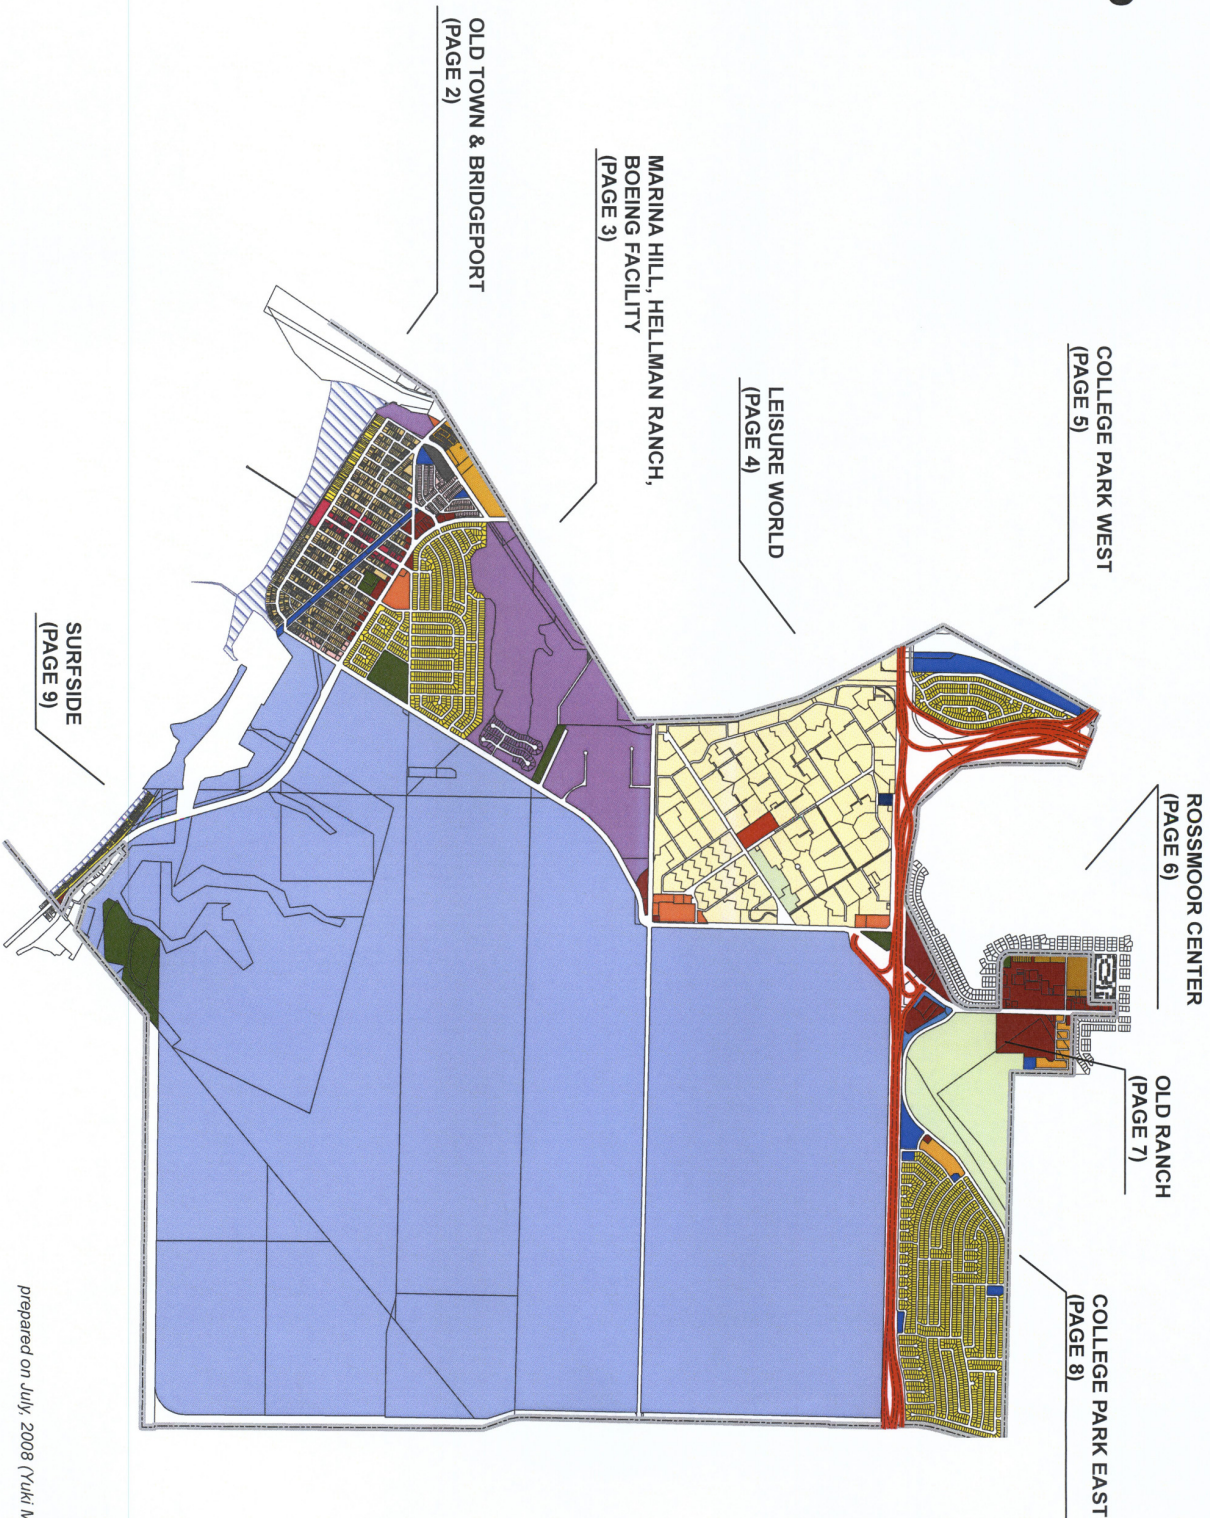 OLD TOWN & BRIDGEPORT
(PAGE 2)
MARINA HILL, HELLMAN RANCH,
BOEING FACILITY
(PAGE 3)
LEISURE WORLD
(PAGE 4)
COLLEGE PARK WEST
(PAGE 5)
ROSSMOOR CENTER
(PAGE 6)
OLD RANCH
(PAGE 7)
COLLEGE PARK EAST
(PAGE 8)
SURFSIDE
(PAGE 9)
prepared on July, 2008 (Yuki